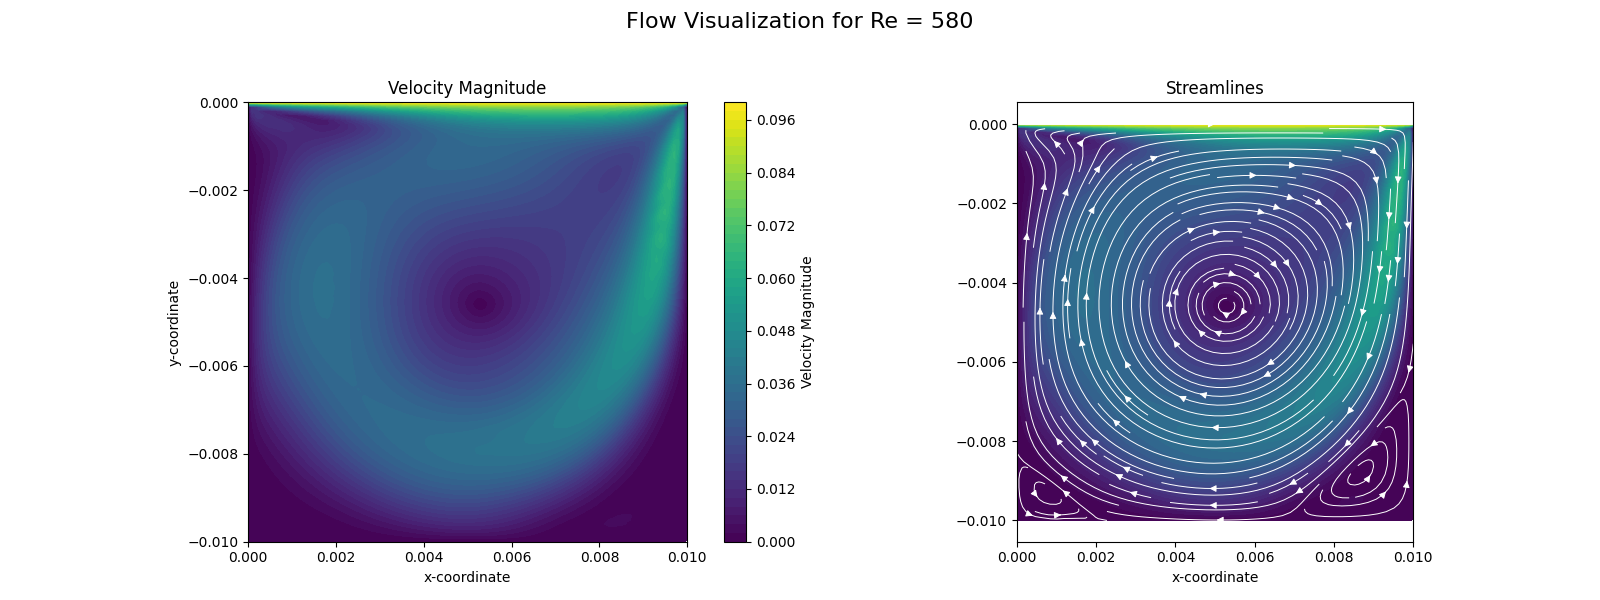 Flow Visualization for Re = 580
Velocity Magnitude
0.000
−0.002
−0.004
−0.006
−0.008
−0.010
y-coordinate
0.000 0.002 0.004 0.006 0.008 0.010
x-coordinate
0.096
0.084
0.072
0.060
0.048
0.036
0.024
0.012
0.000
Velocity Magnitude
Streamlines
0.000
−0.002
−0.004
−0.006
−0.008
−0.010
0.000 0.002 0.004 0.006 0.008 0.010
x-coordinate